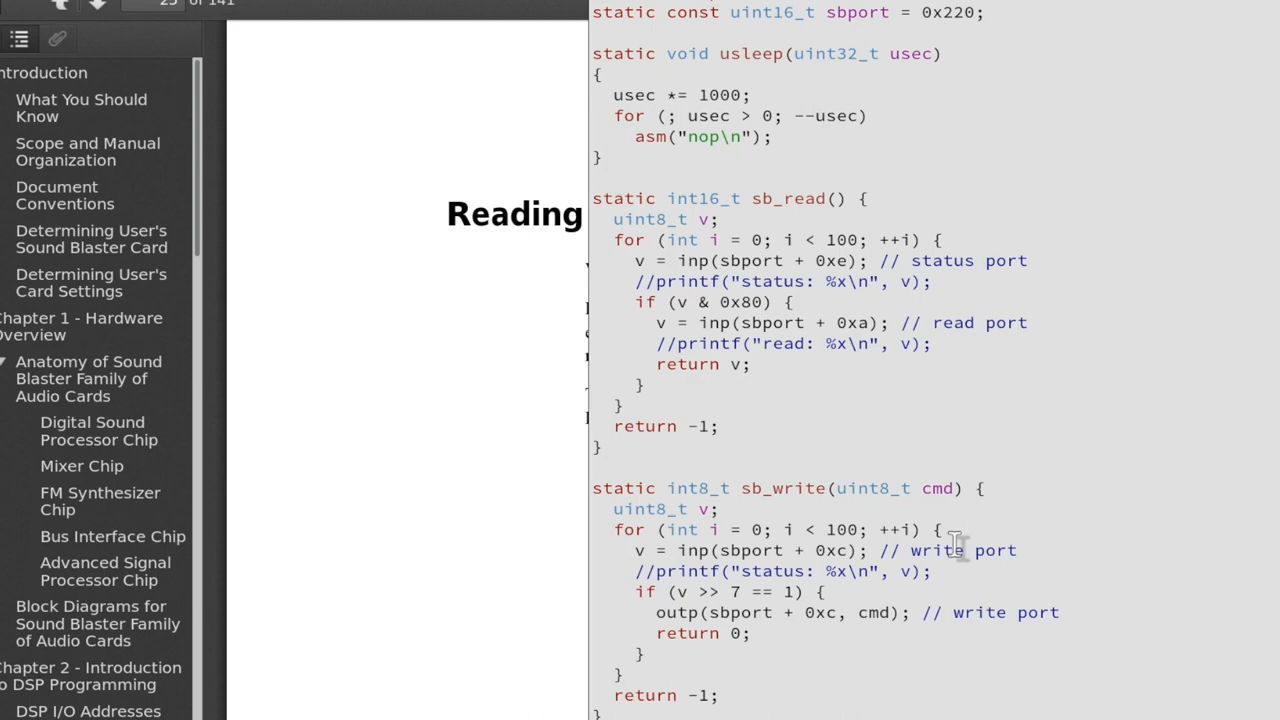 25 of 141
ntroduction
What You Should
Know
Scope and Manual
Organization
Document
Conventions
Determining User's
Sound Blaster Card
Determining User's
Card Settings
Chapter 1 - Hardware
Overview
Anatomy of Sound
Blaster Family of
Audio Cards
Digital Sound
Processor Chip
Mixer Chip
FM Synthesizer
Chip
Bus Interface Chip
Advanced Signal
Processor Chip
Block Diagrams for
Sound Blaster Family
of Audio Cards
Chapter 2 - Introduction
o DSP Programming
DSP I/O Addresses
Reading
static const uint16_t sbport = 0x220;
static void usleep(uint32_t usec)
{
  usec *= 1000;
  for (; usec > 0; --usec)
    asm("nop\n");
}
static int16_t sb_read() {
  uint8_t v;
  for (int i = 0; i < 100; ++i) {
    v = inp(sbport + 0xe); // status port
    //printf("status: %x\n", v);
    if (v & 0x80) {
      v = inp(sbport + 0xa); // read port
      //printf("read: %x\n", v);
      return v;
    }
  }
  return -1;
}
static int8_t sb_write(uint8_t cmd) {
  uint8_t v;
  for (int i = 0; i < 100; ++i) {
    v = inp(sbport + 0xc); // write port
    //printf("status: %x\n", v);
    if (v >> 7 == 1) {
      outp(sbport + 0xc, cmd); // write port
      return 0;
    }
  }
  return -1;
}